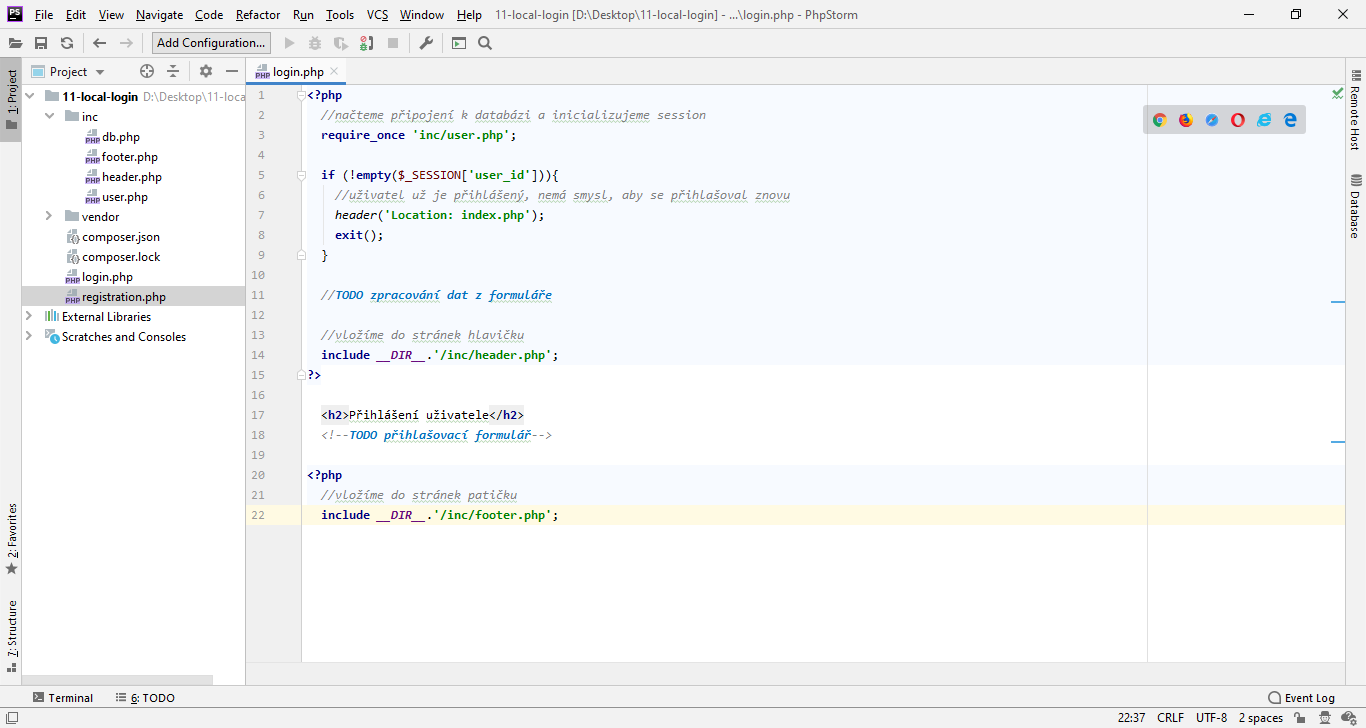 File Edit View Navigate Code Refactor Run Tools VCS Window Help 11-local-login [D:\Desktop\11-local-login] - ...\login.php - PhpStorm
Add Configuration...
Project
login.php
1: Project
2: Favorites
7: Structure
11-local-login D:\Desktop\11-loca
inc
db.php
footer.php
header.php
user.php
vendor
composer.json
composer.lock
login.php
registration.php
External Libraries
Scratches and Consoles
1 <?php
2 //načteme připojení k databázi a inicializujeme session
3 require_once 'inc/user.php';
4
5 if (!empty($_SESSION['user_id'])){
6 //uživatel už je přihlášený, nemá smysl, aby se přihlašoval znovu
7 header('Location: index.php');
8 exit();
9 }
10
11 //TODO zpracování dat z formuláře
12
13 //vložíme do stránek hlavičku
14 include __DIR__.'/inc/header.php';
15 ?>
16
17 <h2>Přihlášení uživatele</h2>
18 <!--TODO přihlašovací formulář-->
19
20 <?php
21 //vložíme do stránek patičku
22 include __DIR__.'/inc/footer.php';
Remote Host
Database
Terminal 6: TODO Event Log
22:37 CRLF UTF-8 2 spaces